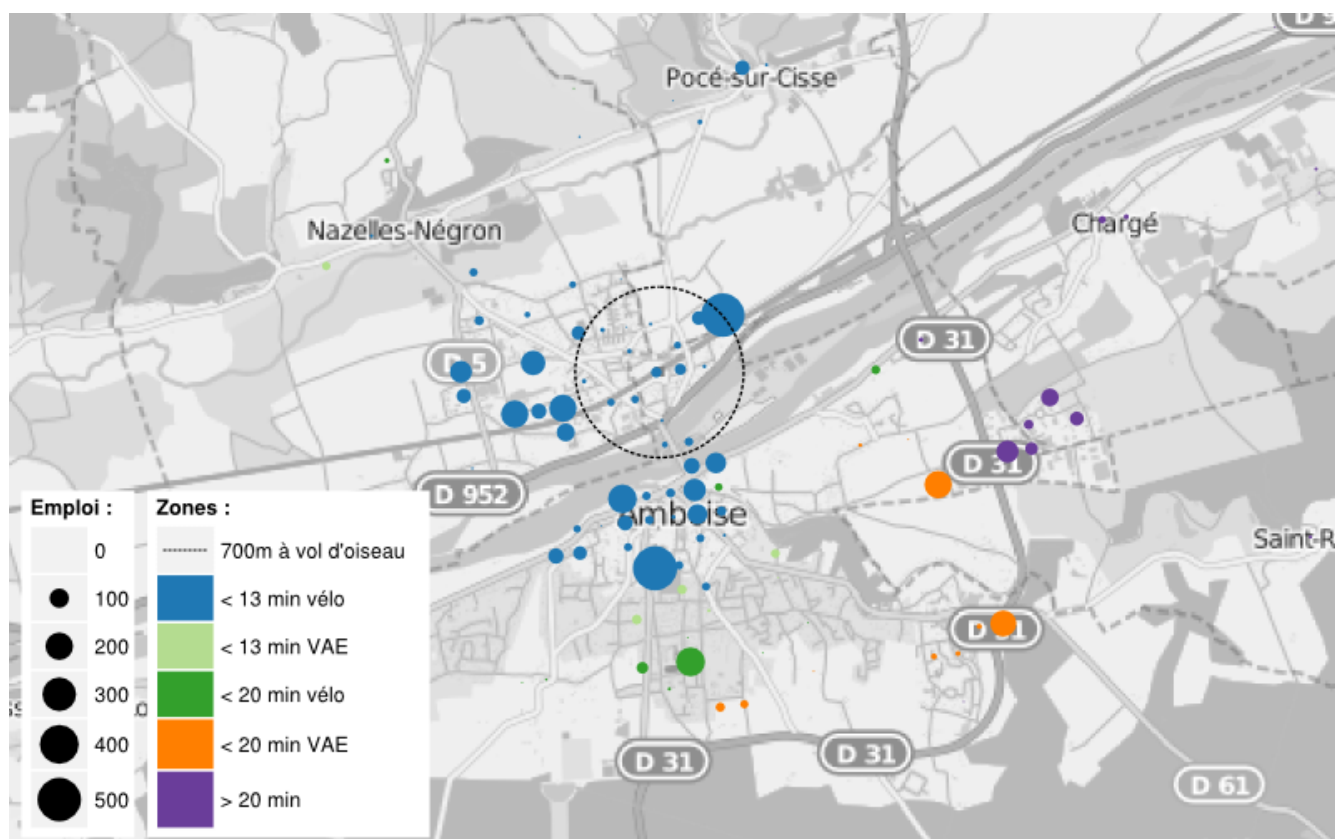 D 9
Pocé-sur-Cisse
Nazelles-Négron
Chargé
D 31
D 5
D 31
D 952
Amboise
Saint-R
D 31
D 31
D 31
D 61
Emploi :
0
100
200
300
400
500
Zones :
700m à vol d'oiseau
< 13 min vélo
< 13 min VAE
< 20 min vélo
< 20 min VAE
> 20 min